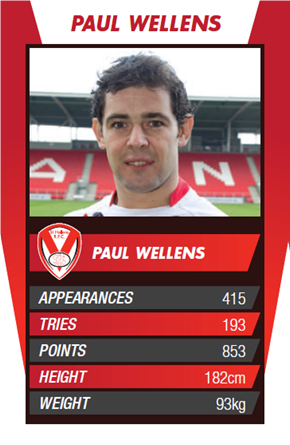 PAUL WELLENS
A N
PAUL WELLENS
APPEARANCES 415
TRIES 193
POINTS 853
HEIGHT 182cm
WEIGHT 93kg